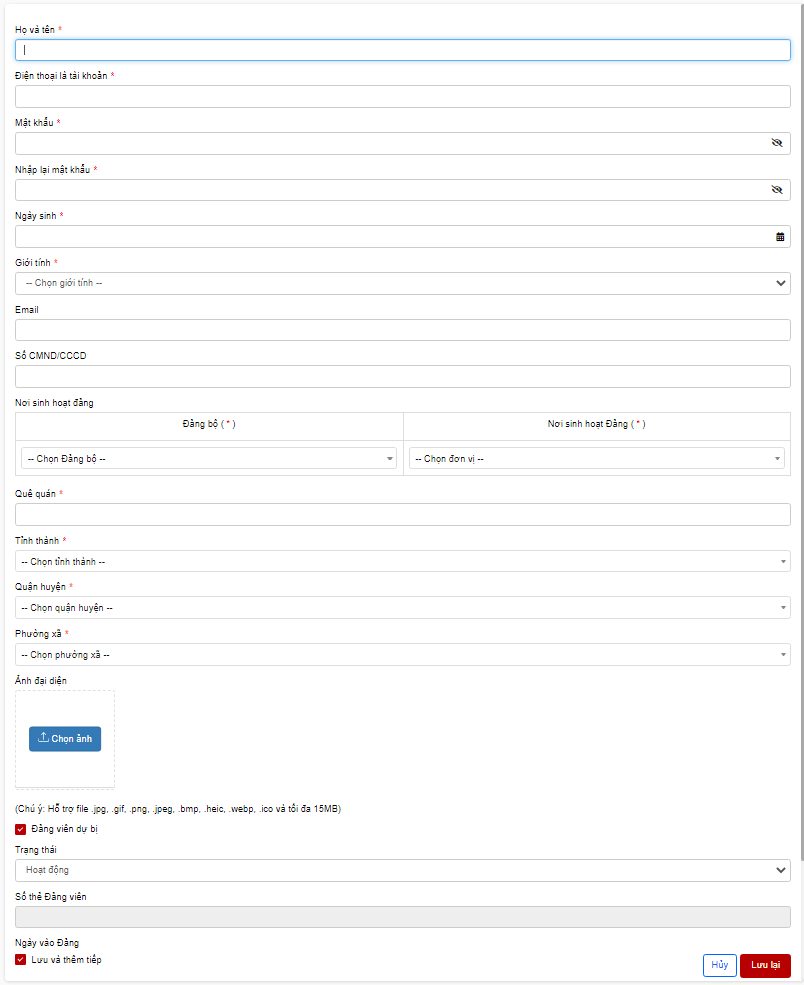 Họ và tên *
Điện thoại là tài khoản *
Mật khẩu *
Nhập lại mật khẩu *
Ngày sinh *
Giới tính *
-- Chọn giới tính --
Email
Số CMND/CCCD
Nơi sinh hoạt đảng
Đảng bộ ( * ) Nơi sinh hoạt Đảng ( * )
-- Chọn Đảng bộ -- -- Chọn đơn vị --
Quê quán *
Tỉnh thành *
-- Chọn tỉnh thành --
Quận huyện *
-- Chọn quận huyện --
Phường xã *
-- Chọn phường xã --
Ảnh đại diện
Chọn ảnh
(Chú ý: Hỗ trợ file .jpg, .gif, .png, .jpeg, .bmp, .heic, .webp, .ico và tối đa 15MB)
Đảng viên dự bị
Trạng thái
Hoạt động
Số thẻ Đảng viên
Ngày vào Đảng
Lưu và thêm tiếp
Hủy Lưu lại